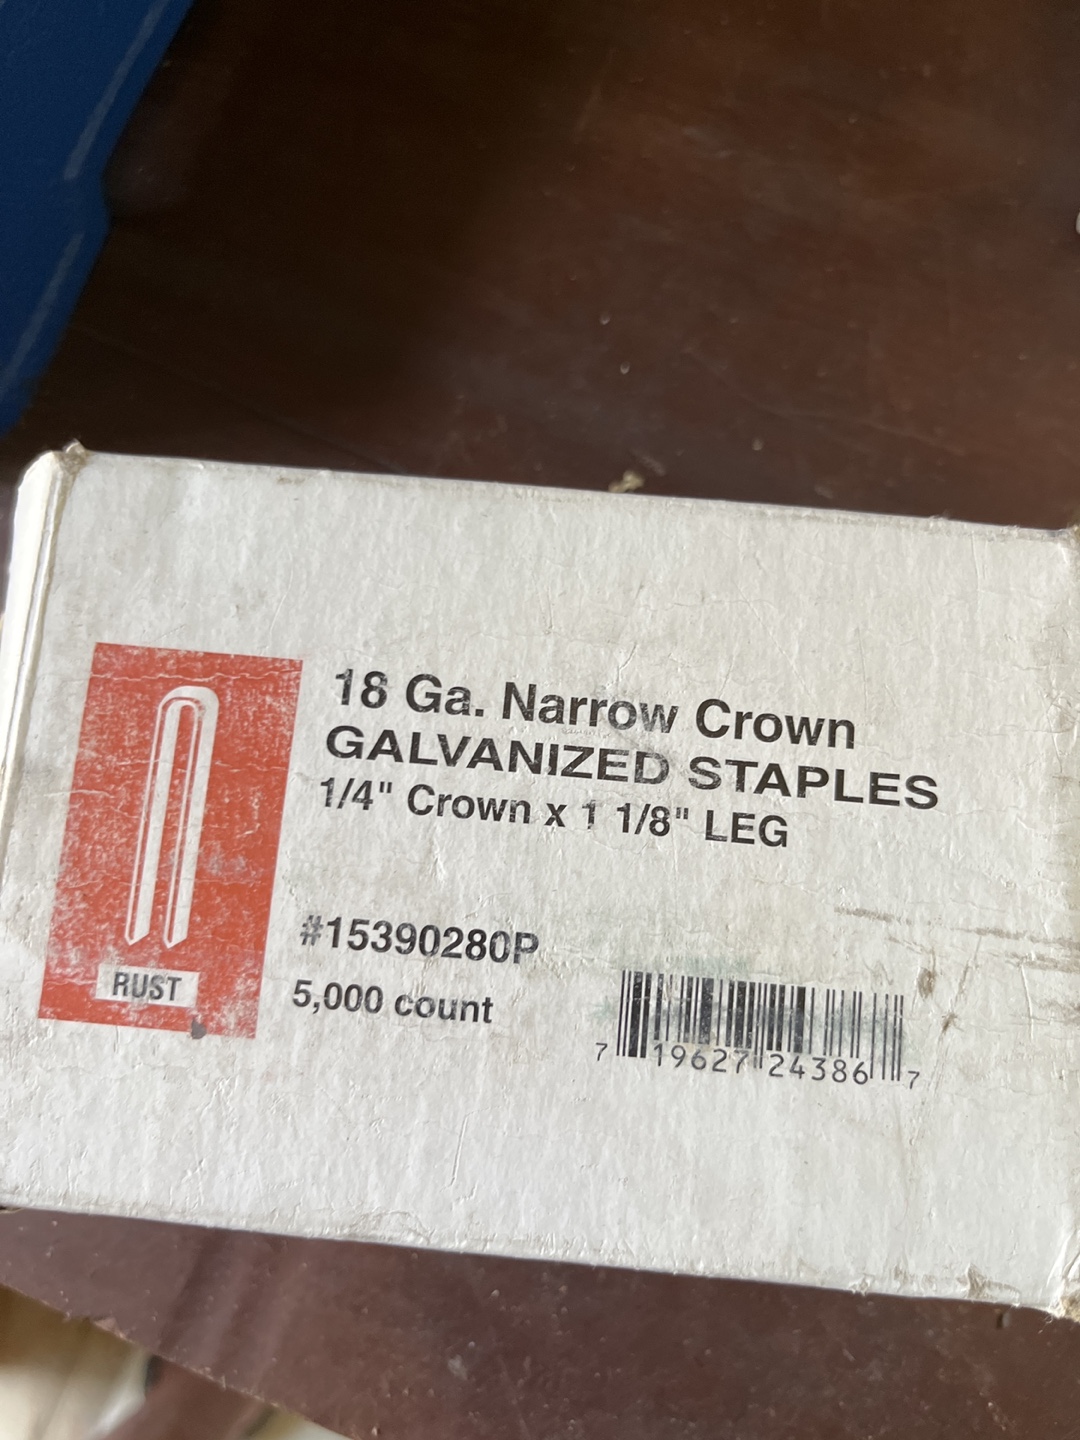 18 Ga. Narrow Crown
GALVANIZED STAPLES
1/4" Crown x 1 1/8" LEG
#15390280P
5,000 count
RUST
7 19627 24386 7